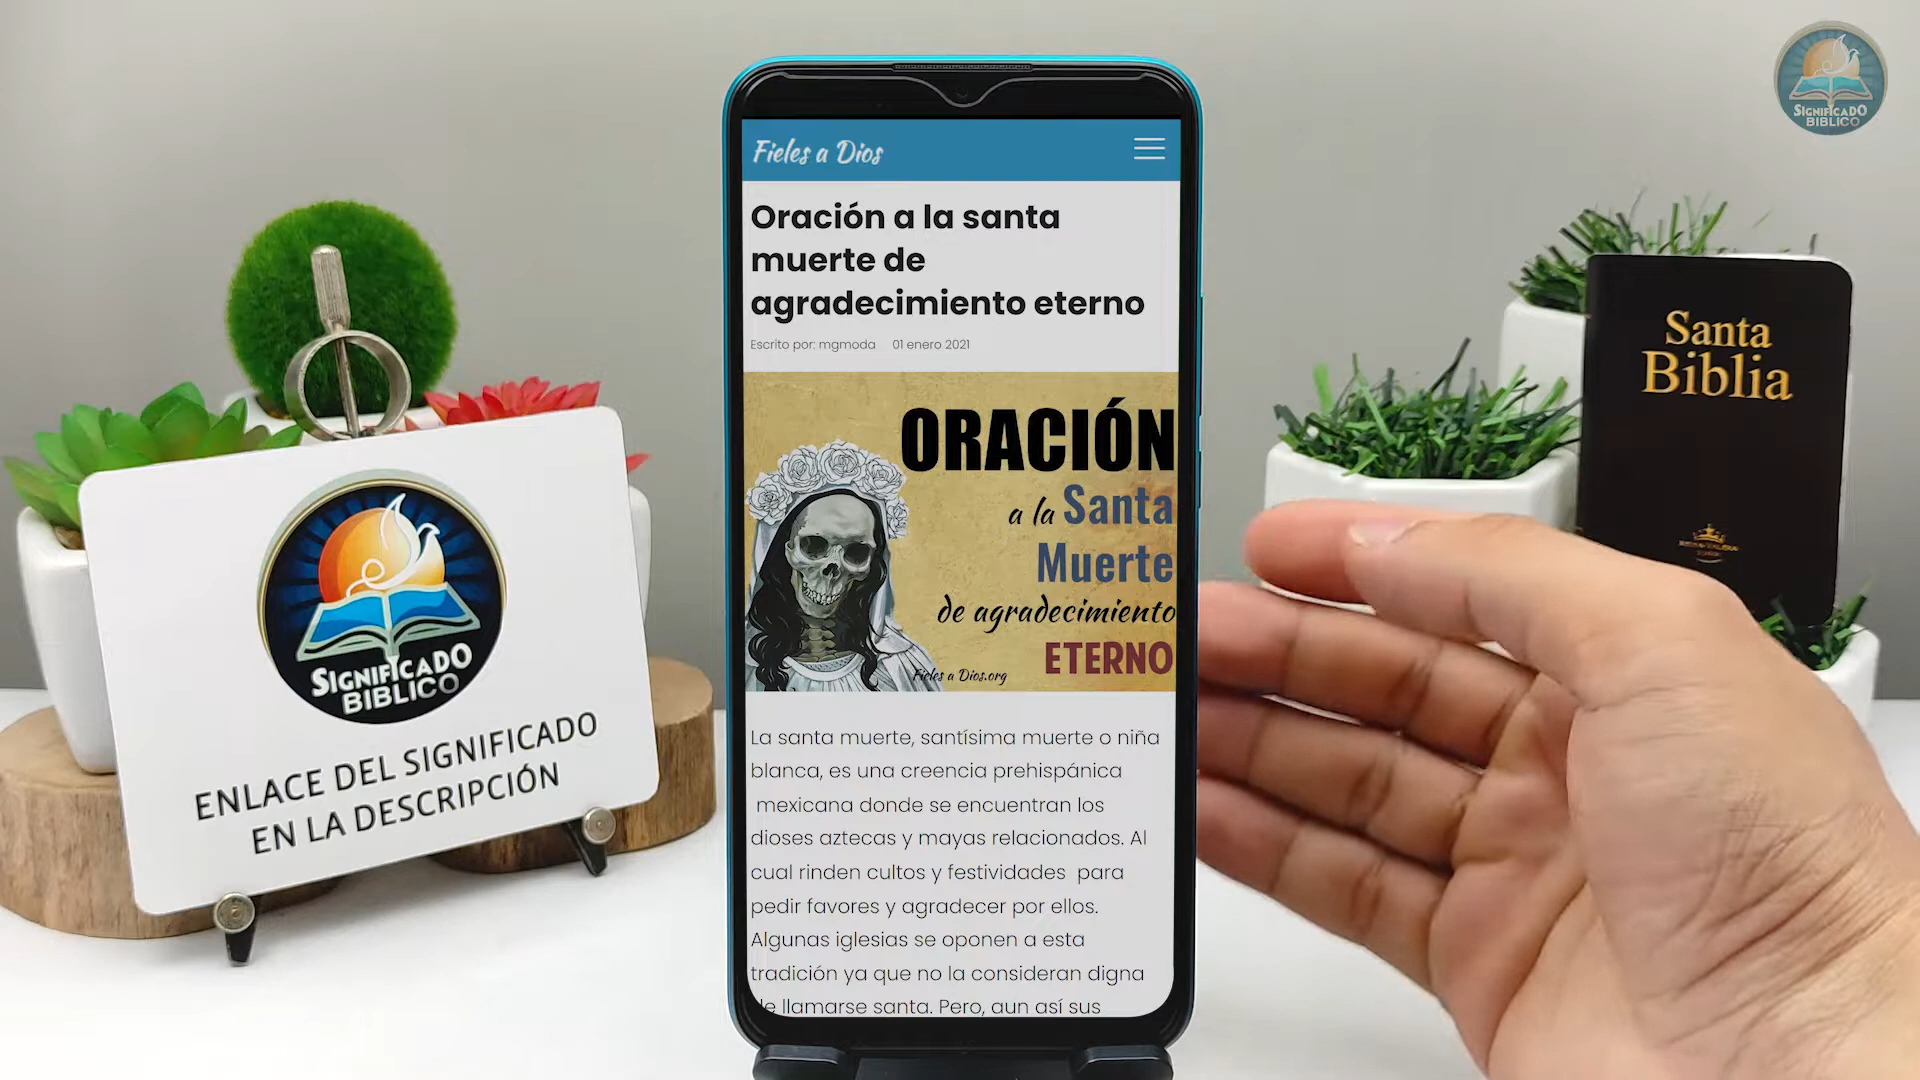 SIGNIFICADO
BIBLICO
Fieles a Dios
Oración a la santa
muerte de
agradecimiento eterno
Escrito por: mgmoda 01 enero 2021
ORACIÓN
a la Santa
Muerte
de agradecimiento
ETERNO
Fieles a Dios.org
La santa muerte, santísima muerte o niña
blanca, es una creencia prehispánica
mexicana donde se encuentran los
dioses aztecas y mayas relacionados. Al
cual rinden cultos y festividades para
pedir favores y agradecer por ellos.
Algunas iglesias se oponen a esta
tradición ya que no la consideran digna
de llamarse santa. Pero, aun así sus
SIGNIFICADO
BIBLICO
ENLACE DEL SIGNIFICADO
EN LA DESCRIPCIÓN
Santa
Biblia